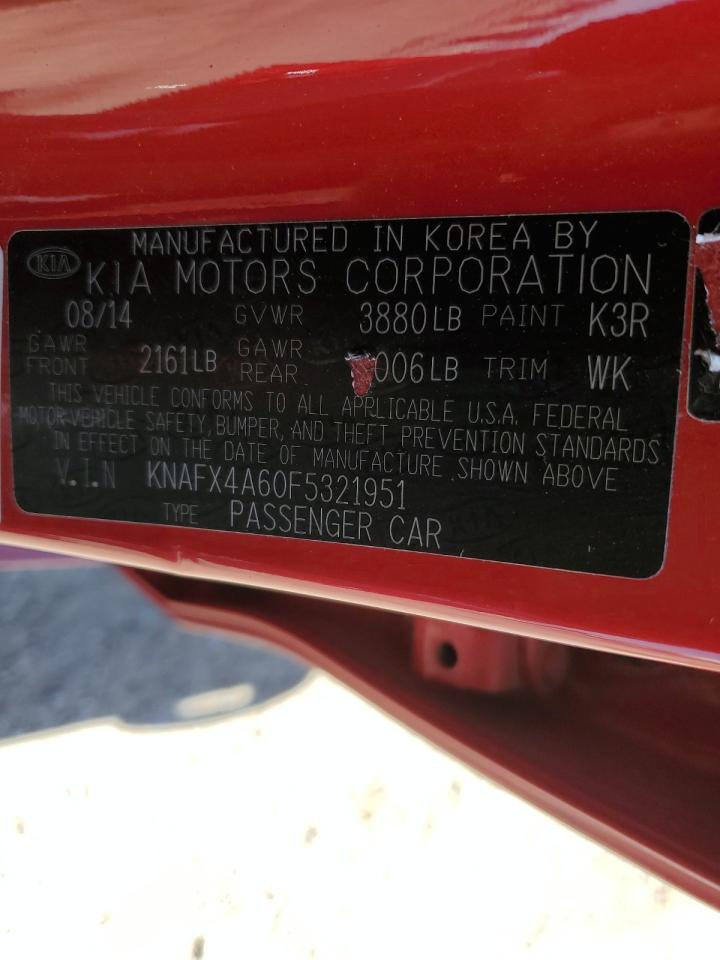 MANUFACTURED IN KOREA BY
KIA KIA MOTORS CORPORATION
08/14 GVWR 3880LB PAINT K3R
GAWR FRONT 2161LB GAWR REAR 006LB TRIM WK
THIS VEHICLE CONFORMS TO ALL APPLICABLE U.S.A. FEDERAL
MOTOR VEHICLE SAFETY, BUMPER, AND THEFT PREVENTION STANDARDS
IN EFFECT ON THE DATE OF MANUFACTURE SHOWN ABOVE
V.I.N KNAFX4A60F5321951
TYPE PASSENGER CAR